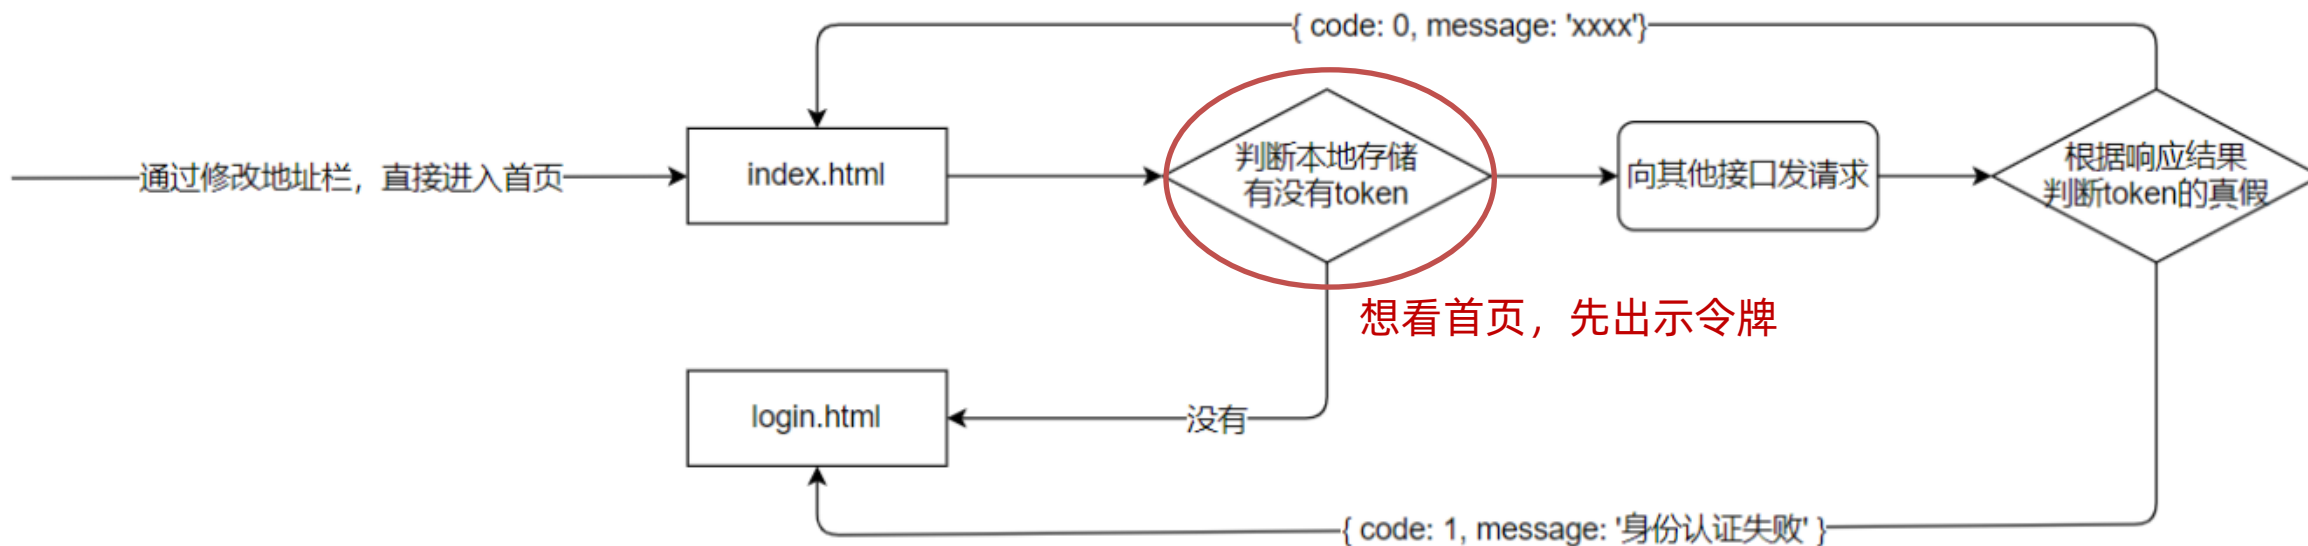 { code: 0, message: 'xxxx'}
通过修改地址栏，直接进入首页
index.html
判断本地存储
有没有token
向其他接口发请求
根据响应结果
判断token的真假
想看首页，先出示令牌
login.html
没有
{ code: 1, message: '身份认证失败' }